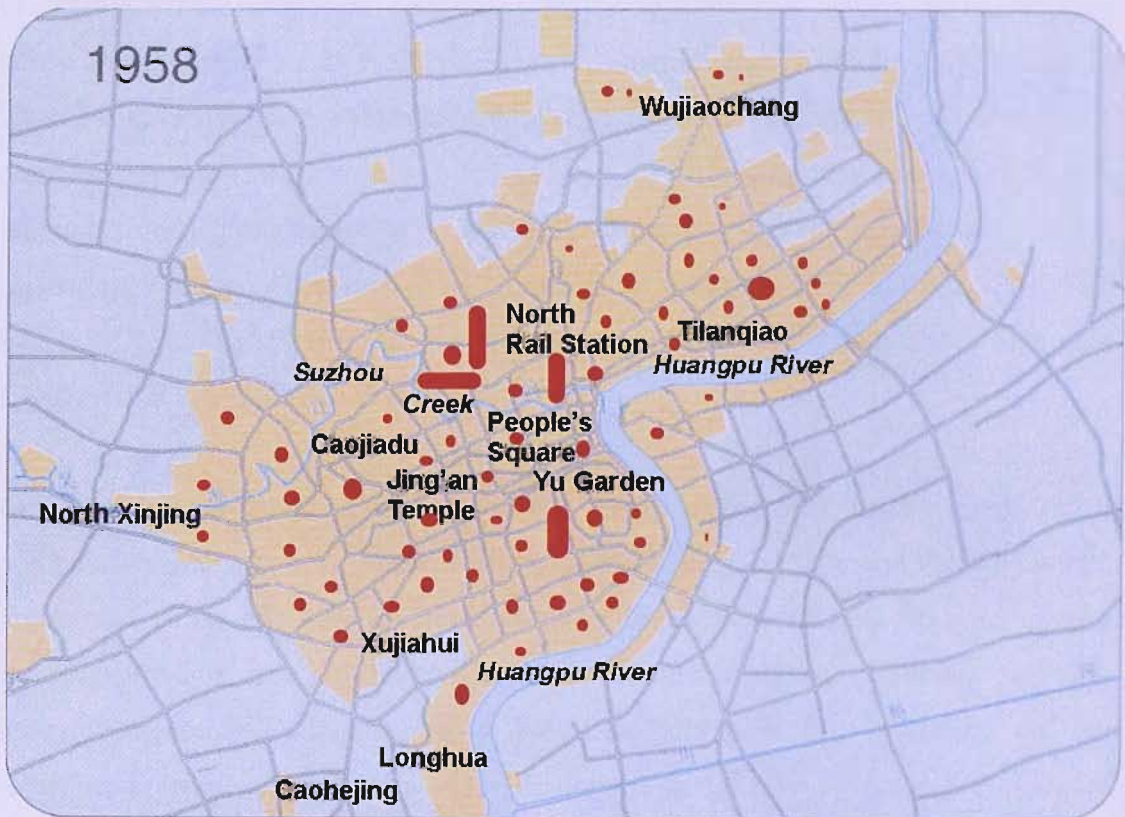 1958
Wujiaochang
North
Rail Station
Tilanqiao
Huangpu River
Suzhou
Creek
People's
Square
Caojiadu
Jing'an
Temple
Yu Garden
North Xinjing
Xujiahui
Huangpu River
Longhua
Caohejing